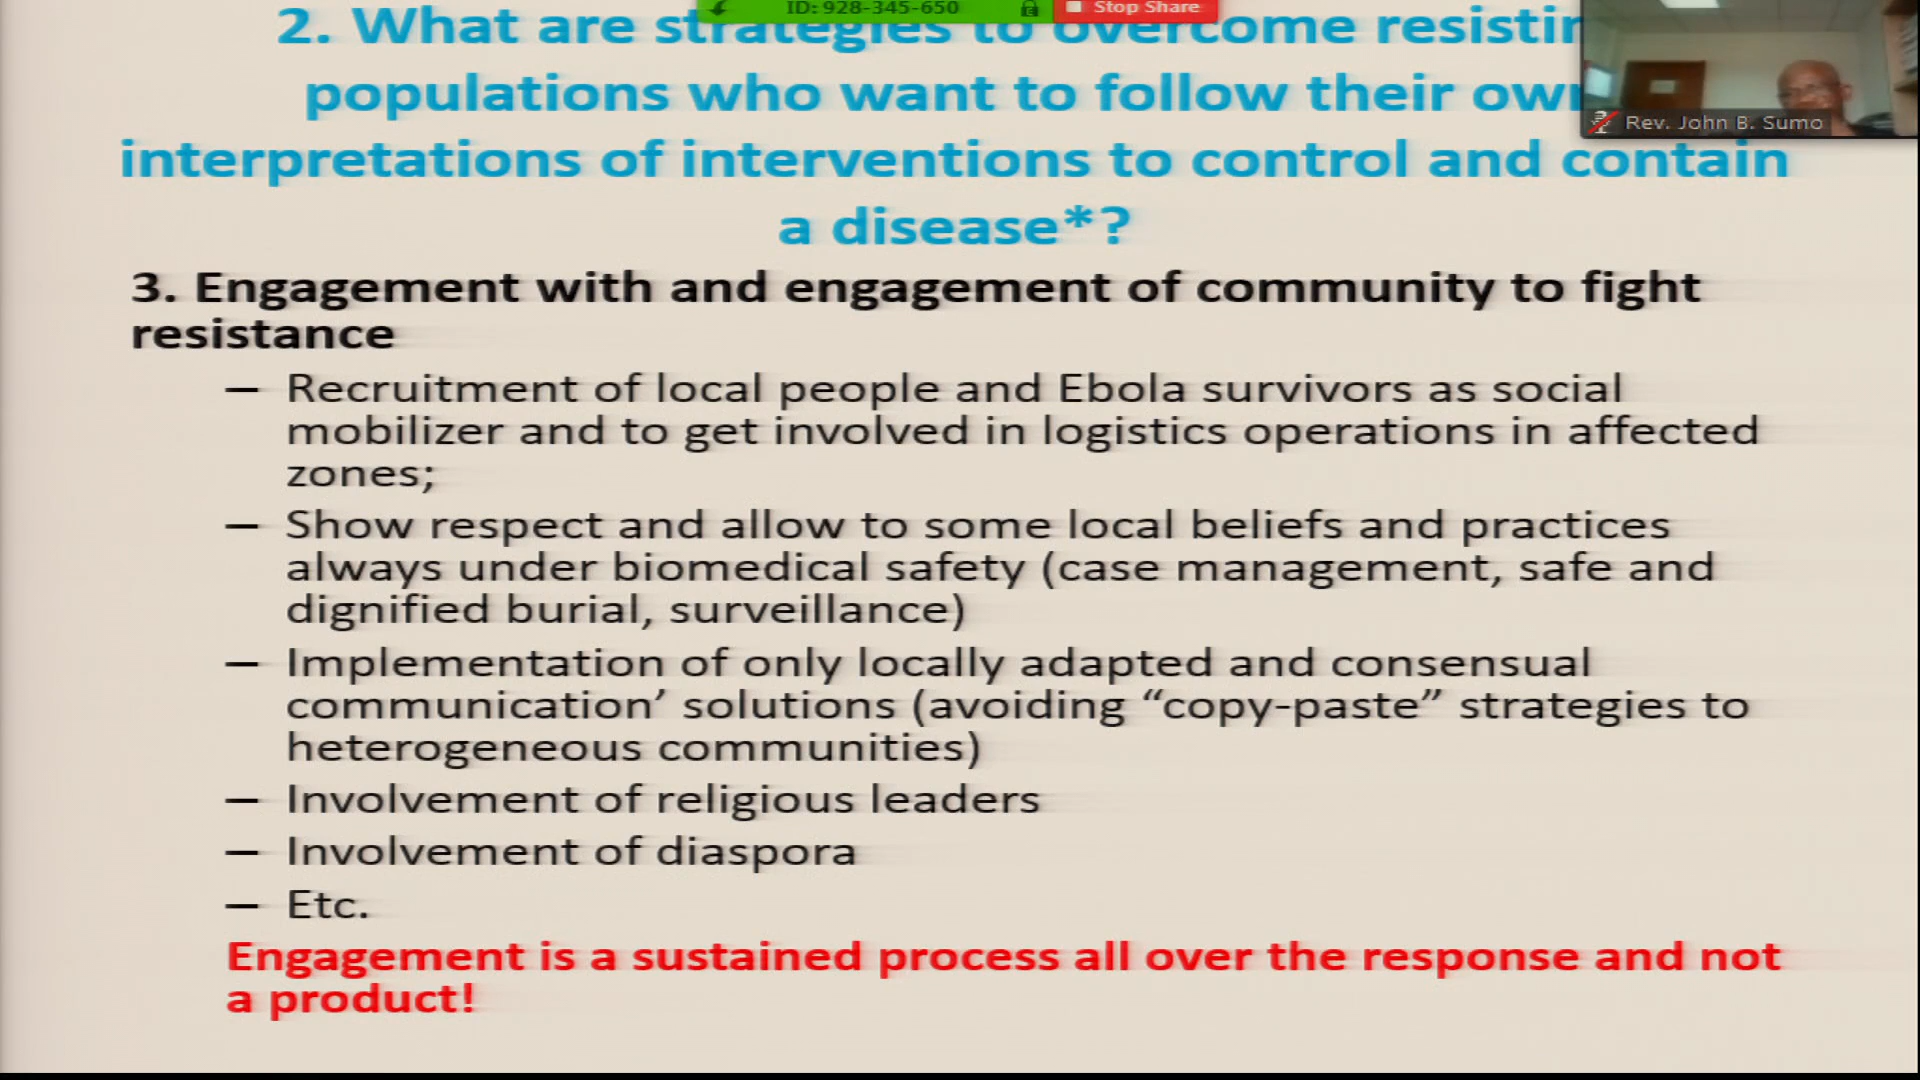 ID: 928-345-650
Stop Share
2. What are strategies to overcome
populations who want to follow their
Rev. John B. Sumo
interpretations of interventions to control and contain
a disease*?
3. Engagement with and engagement of community to fight
resistance
– Recruitment of local people and Ebola survivors as social
mobilizer and to get involved in logistics operations in affected
zones;
– Show respect and allow to some local beliefs and practices
always under biomedical safety (case management, safe and
dignified burial, surveillance)
– Implementation of only locally adapted and consensual
communication’ solutions (avoiding “copy-paste” strategies to
heterogeneous communities)
– Involvement of religious leaders
– Involvement of diaspora
– Etc.
Engagement is a sustained process all over the response and not
a product!